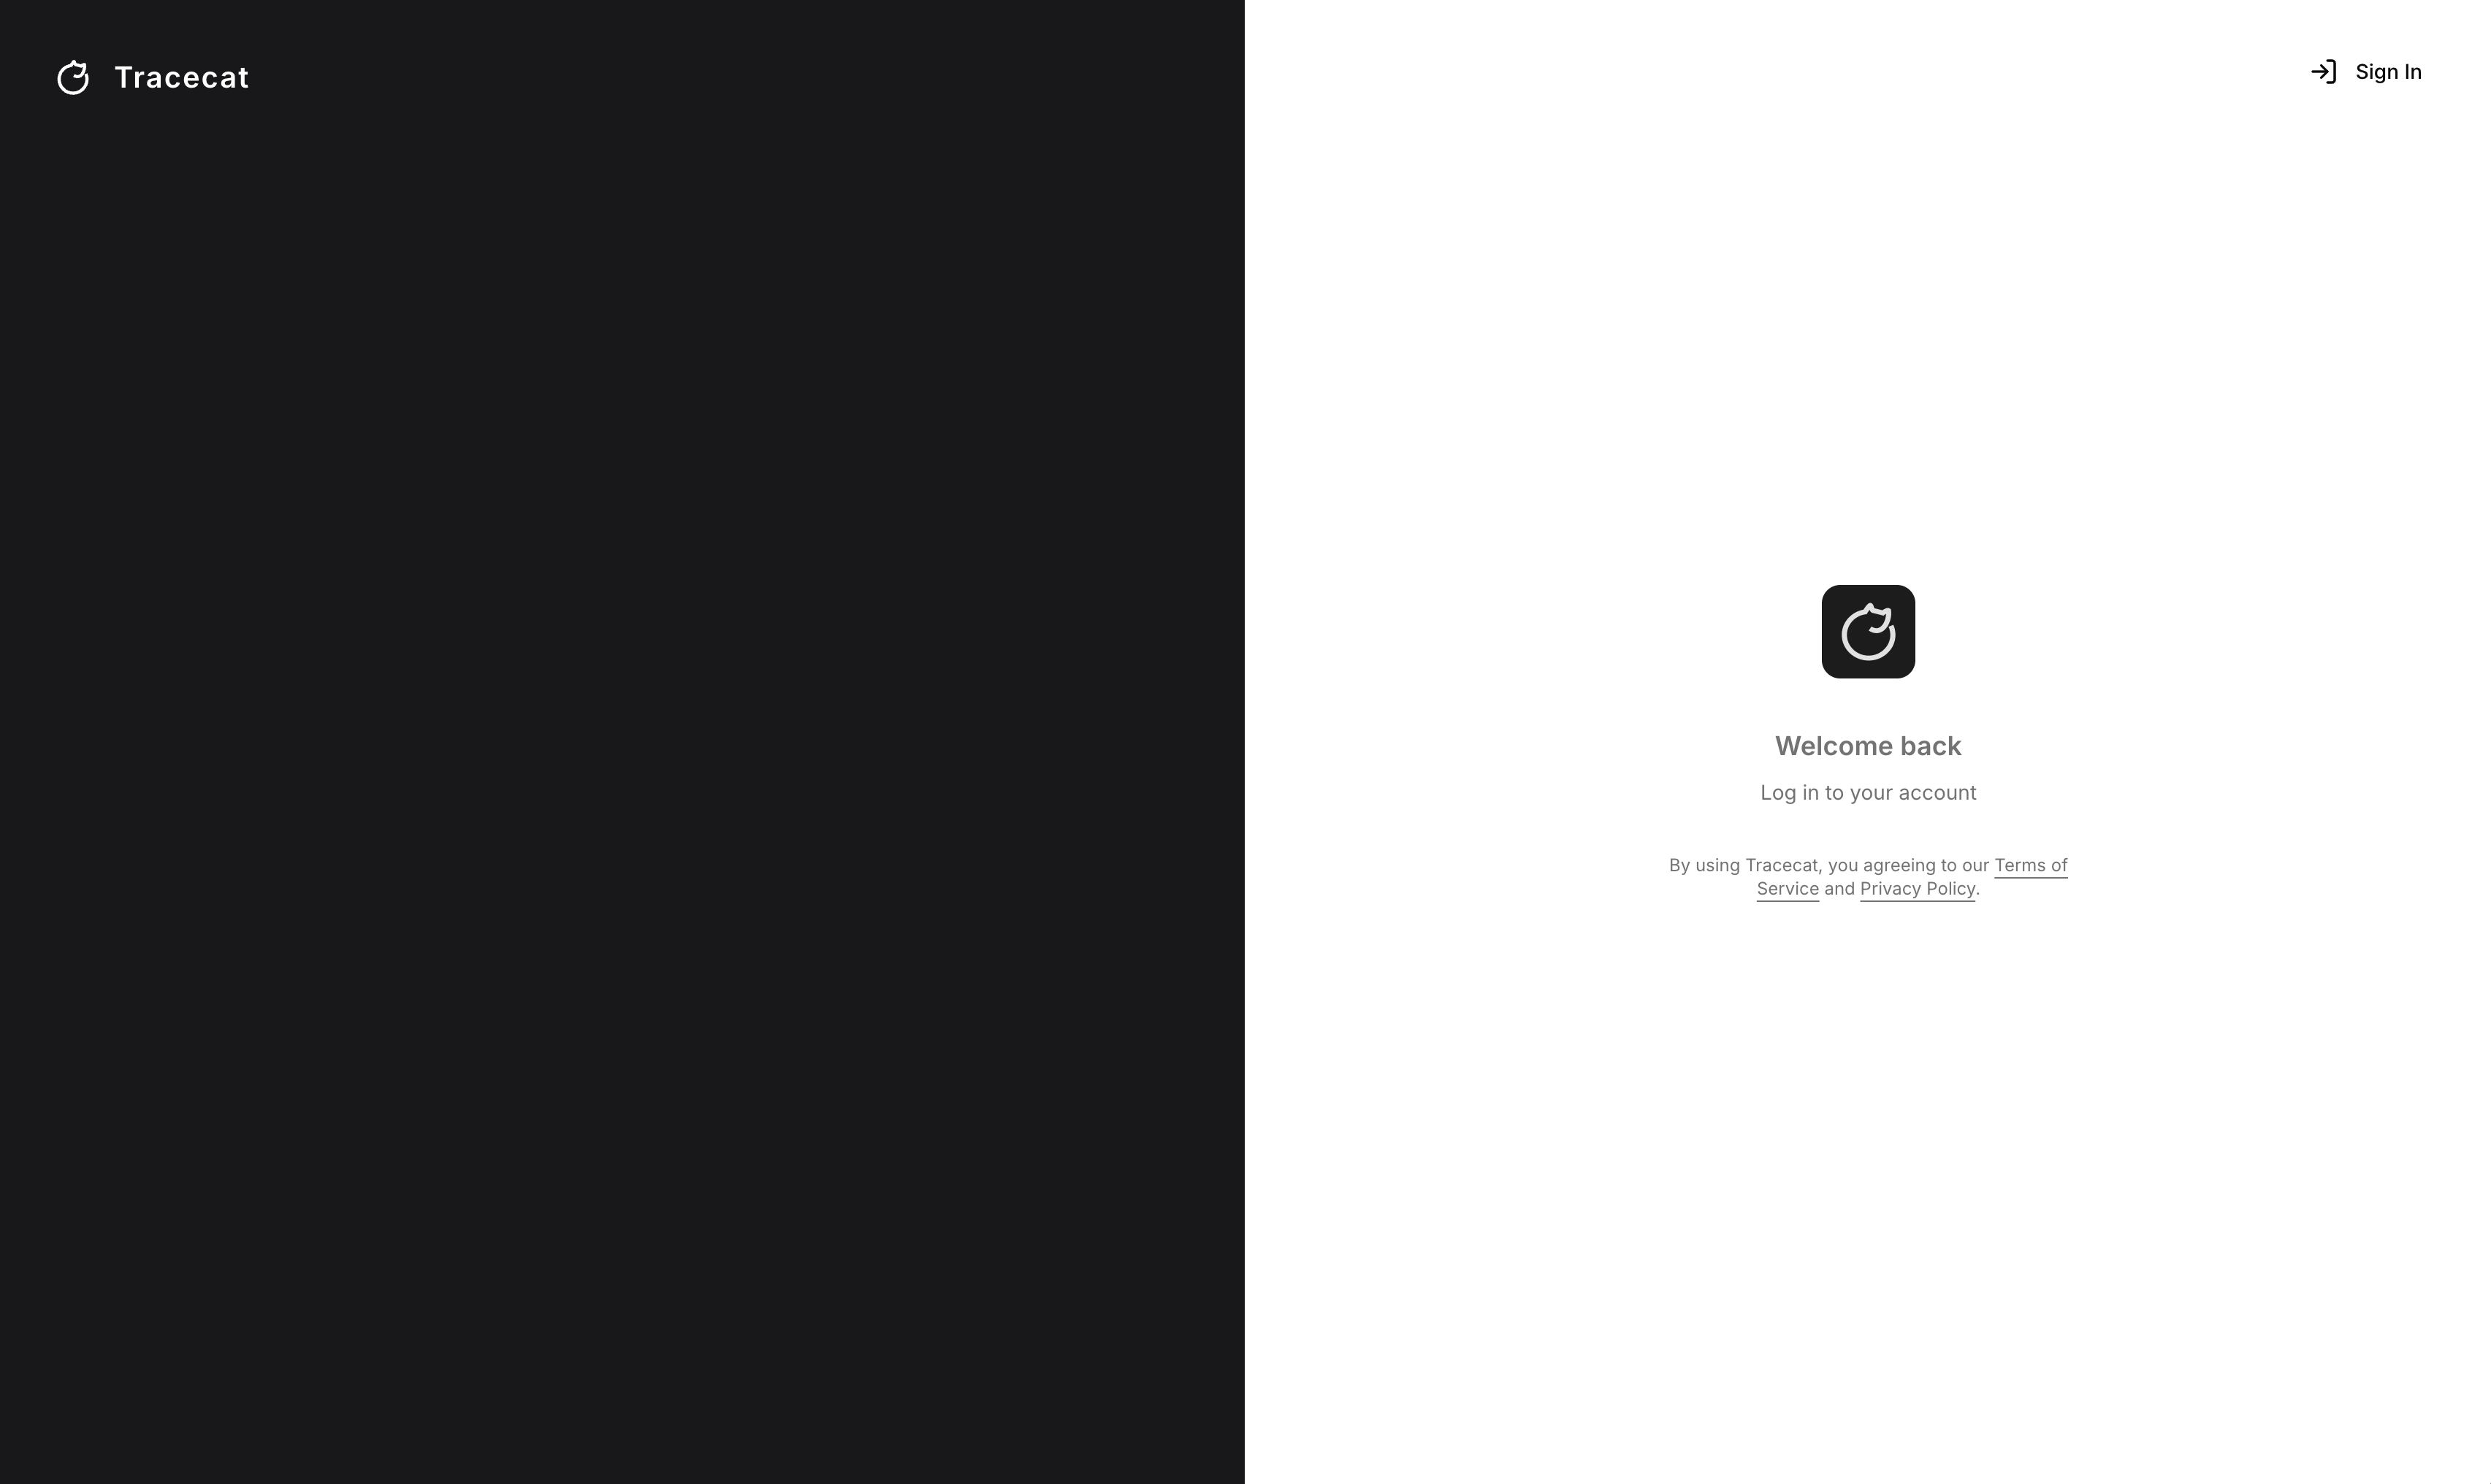 Tracecat
Sign In
Welcome back
Log in to your account
By using Tracecat, you agreeing to our Terms of
Service and Privacy Policy.